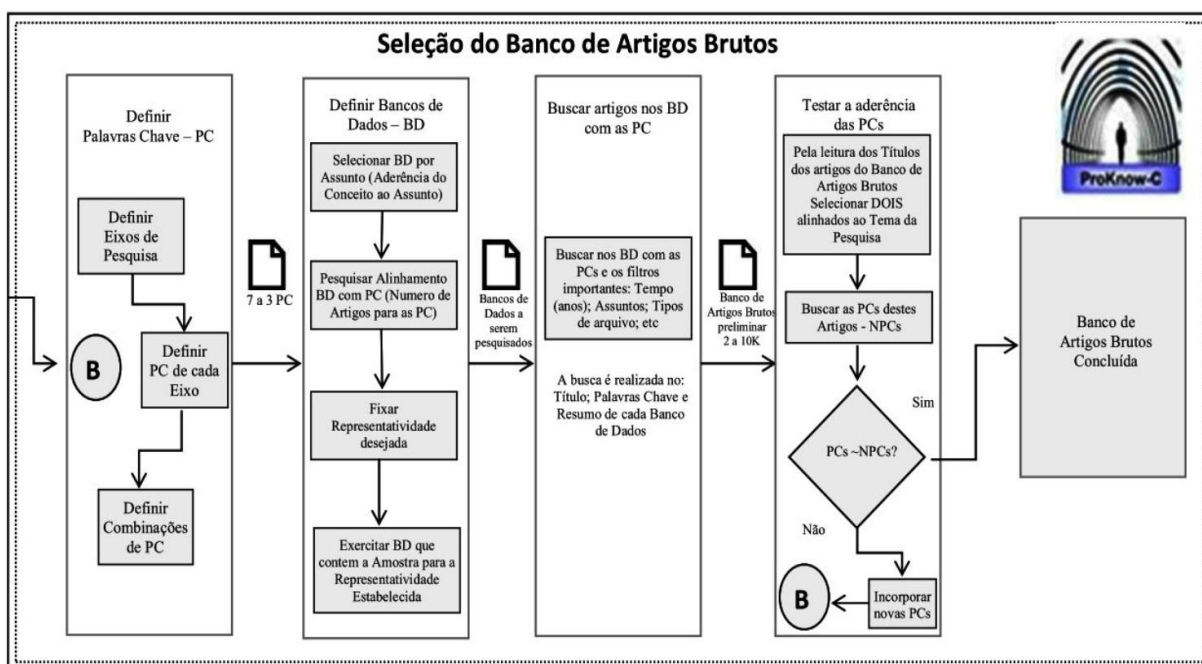 Seleção do Banco de Artigos Brutos
ProKnow-C
Definir
Palavras Chave – PC
Definir
Eixos de
Pesquisa
B
Definir
PC de cada
Eixo
Definir
Combinações
de PC
7 a 3 PC
Definir Bancos de
Dados – BD
Selecionar BD por
Assunto (Aderência do
Conceito ao Assunto)
Pesquisar Alinhamento
BD com PC (Numero de
Artigos para as PC)
Fixar
Representatividade
desejada
Exercitar BD que
contem a Amostra para a
Representatividade
Estabelecida
Bancos de
Dados a
serem
pesquisados
Buscar artigos nos BD
com as PC
Buscar nos BD com as
PCs e os filtros
importantes: Tempo
(anos); Assuntos; Tipos
de arquivo; etc
A busca é realizada no:
Título; Palavras Chave e
Resumo de cada Banco
de Dados
Banco de
Artigos Brutos
preliminar
2 a 10K
Testar a aderência
das PCs
Pela leitura dos Títulos
dos artigos do Banco de
Artigos Brutos
Selecionar DOIS
alinhados ao Tema da
Pesquisa
Buscar as PCs destes
Artigos - NPCs
PCs ~NPCs?
Sim
Não
Incorporar
novas PCs
B
Banco de
Artigos Brutos
Concluída